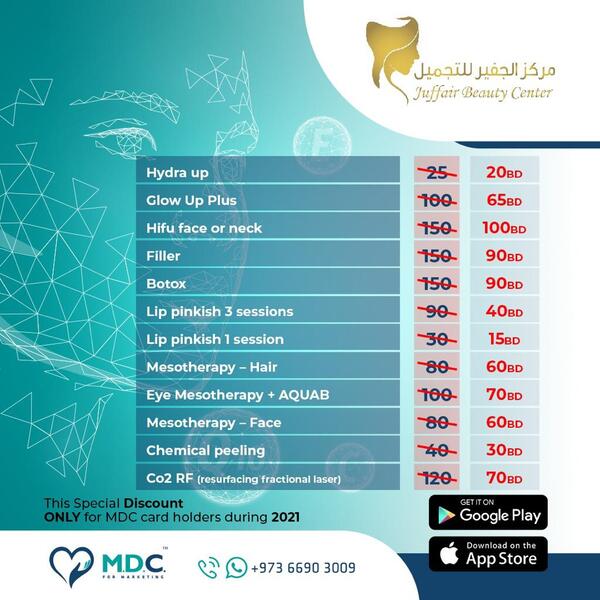 مركز الجفير للتجميل
Juffair Beauty Center
Hydra up 25 20BD
Glow Up Plus 100 65BD
Hifu face or neck 150 100BD
Filler 150 90BD
Botox 150 90BD
Lip pinkish 3 sessions 90 40BD
Lip pinkish 1 session 30 15BD
Mesotherapy – Hair 80 60BD
Eye Mesotherapy + AQUAB 100 70BD
Mesotherapy – Face 80 60BD
Chemical peeling 40 30BD
Co2 RF (resurfacing fractional laser) 120 70BD
This Special Discount
ONLY for MDC card holders during 2021
GET IT ON
Google Play
Download on the
App Store
M.D.C.™
FOR MARKETING
+973 6690 3009